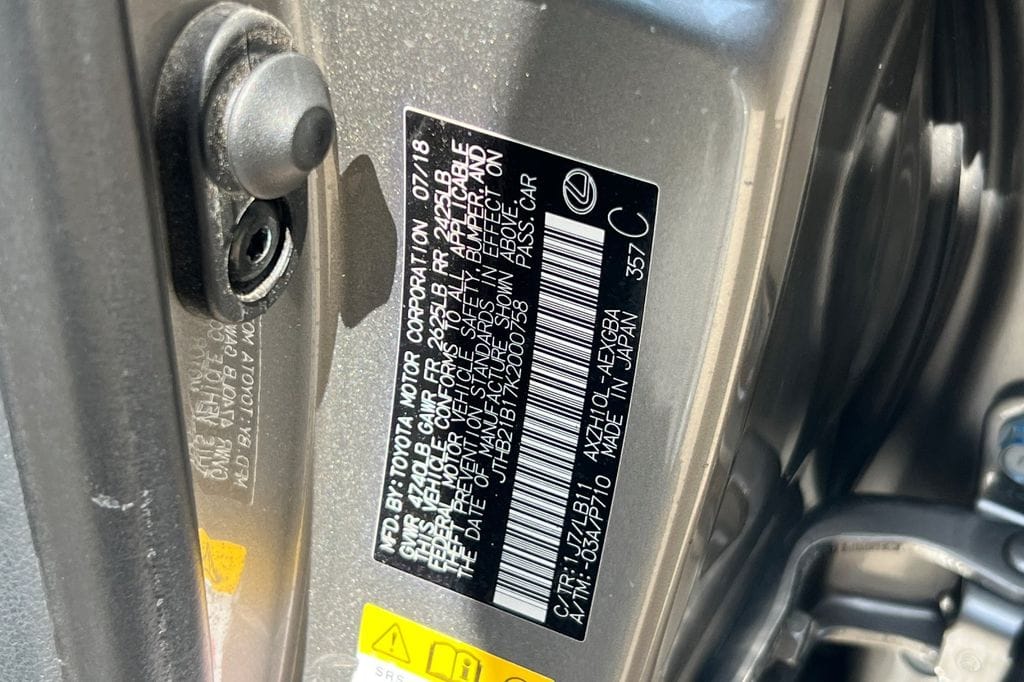 MFD. BY: TOYOTA MOTOR CORPORATION 07/18
GVWR 4740LB GAWR FR 2625LB RR 2425LB
THIS VEHICLE CONFORMS TO ALL APPLICABLE
FEDERAL MOTOR VEHICLE SAFETY, BUMPER, AND
THEFT PREVENTION STANDARDS IN EFFECT ON
THE DATE OF MANUFACTURE SHOWN ABOVE.
JTHB21B17K2000758 PASS. CAR
C/TR: 1J7/LB11 AXZH10L-AEXGBA 357 C
A/TM: -03A/P710 MADE IN JAPAN
SRS